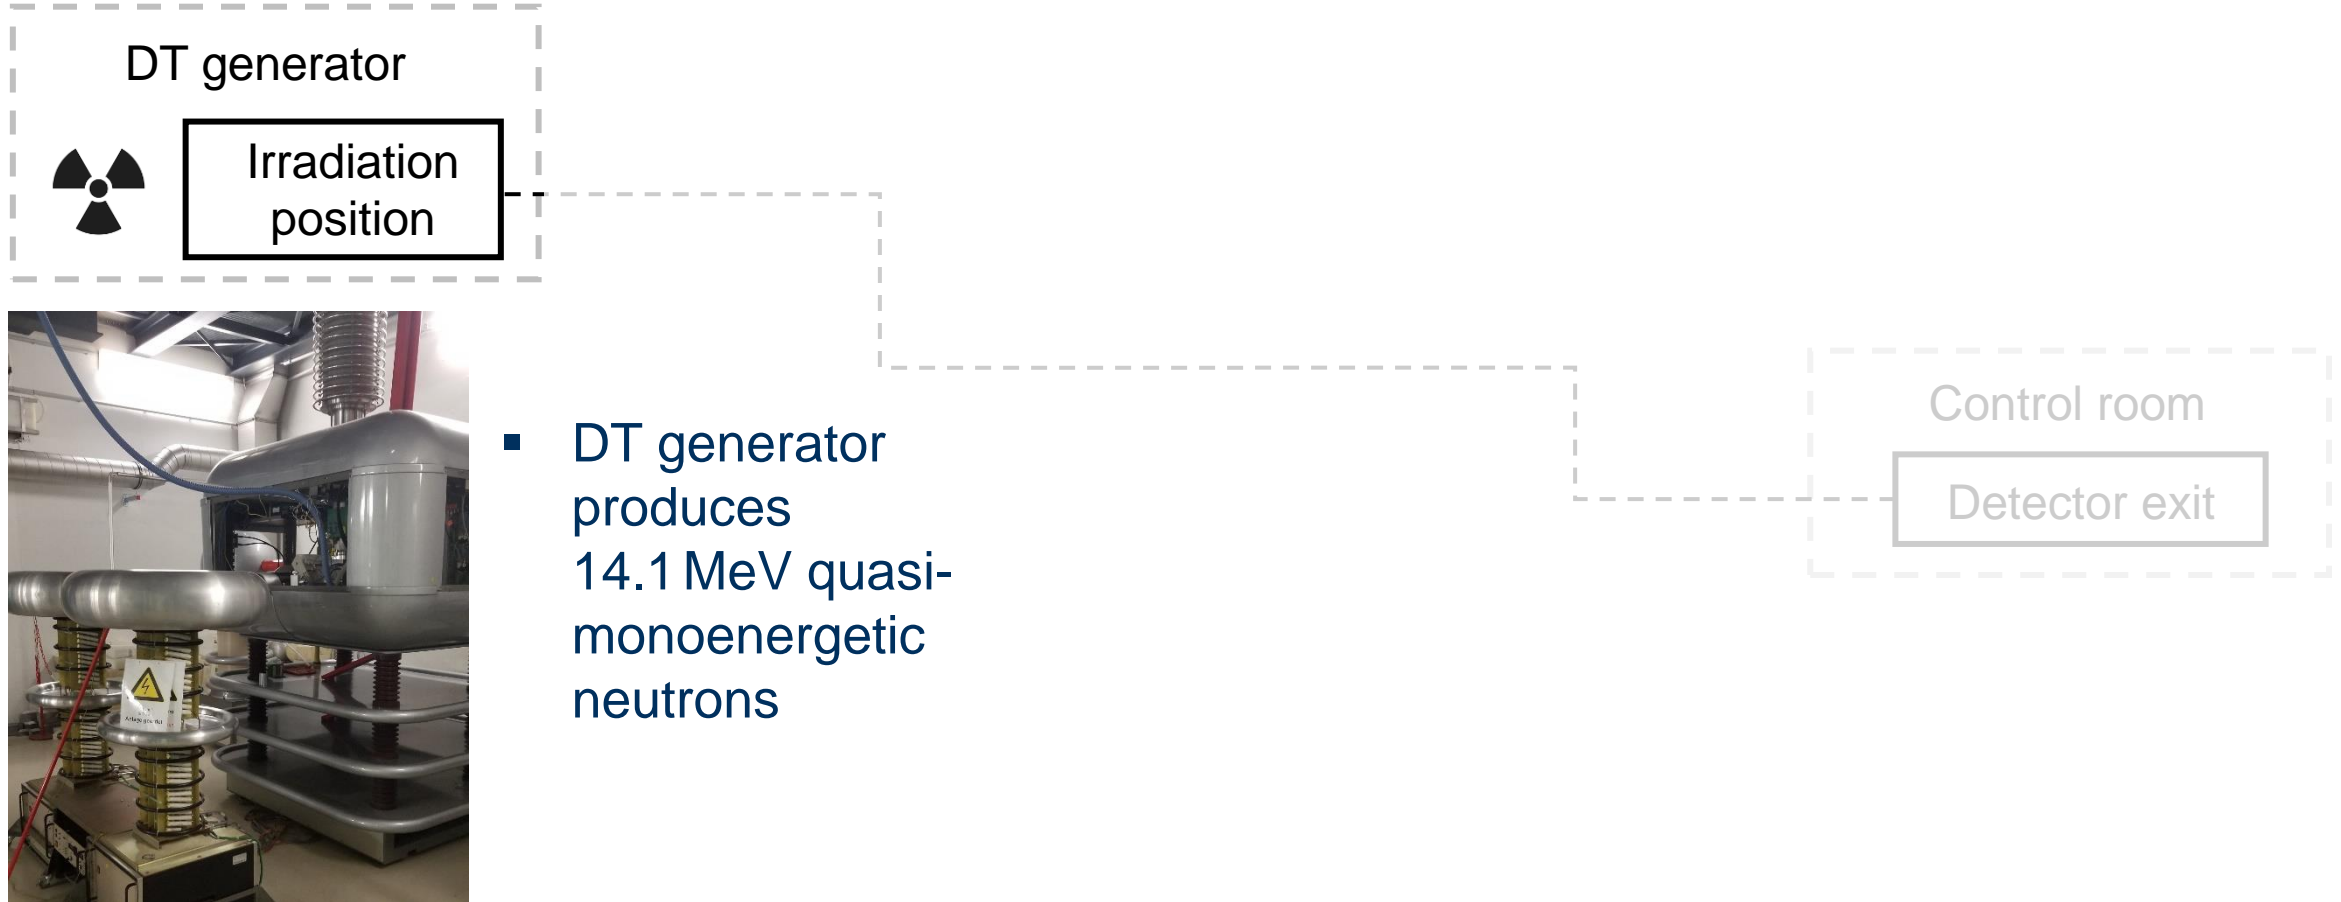 DT generator
Irradiation
position
Control room
Detector exit
▪ DT generator
produces
14.1 MeV quasi-
monoenergetic
neutrons